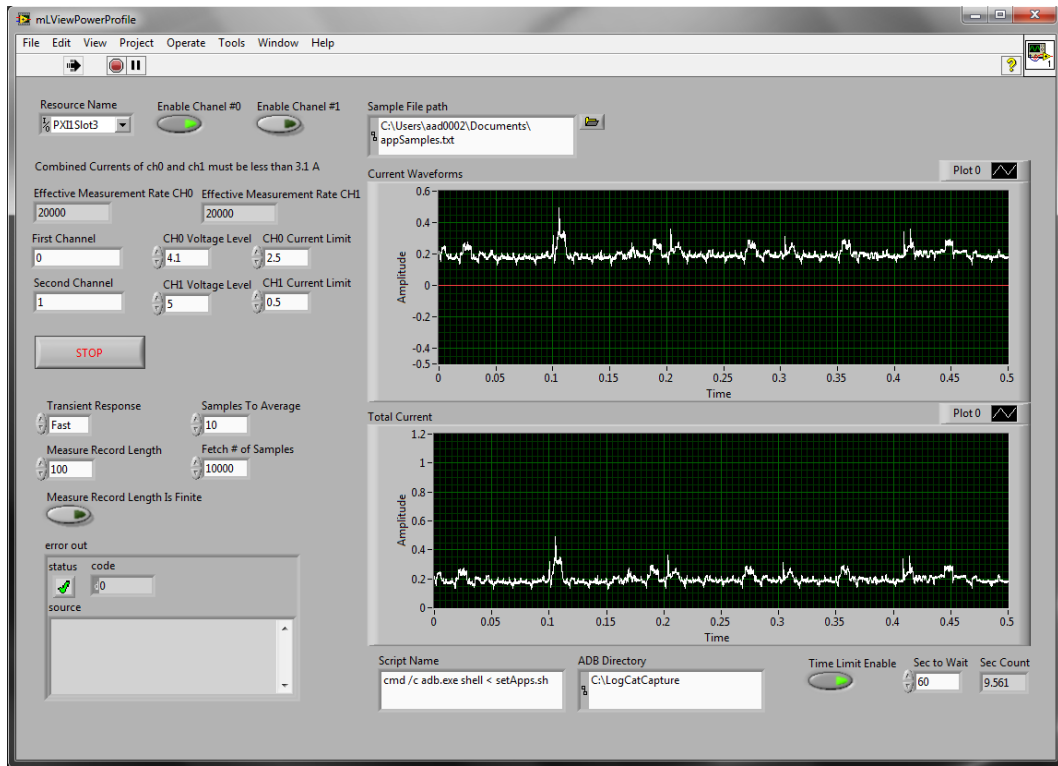 mLViewPowerProfile
File Edit View Project Operate Tools Window Help
Resource Name Enable Chanel #0 Enable Chanel #1
PXI1Slot3
Sample File path
C:\Users\aad0002\Documents\
appSamples.txt
Combined Currents of ch0 and ch1 must be less than 3.1 A
Effective Measurement Rate CH0 Effective Measurement Rate CH1
20000 20000
First Channel CH0 Voltage Level CH0 Current Limit
0 4.1 2.5
Second Channel CH1 Voltage Level CH1 Current Limit
1 5 0.5
STOP
Transient Response Samples To Average
Fast 10
Measure Record Length Fetch # of Samples
100 10000
Measure Record Length Is Finite
error out
status code
0
source
Current Waveforms Plot 0
Amplitude
0.6
0.4
0.2
0
-0.2
-0.4
-0.5
0 0.05 0.1 0.15 0.2 0.25 0.3 0.35 0.4 0.45 0.5
Time
Total Current Plot 0
Amplitude
1.2
1
0.8
0.6
0.4
0.2
0
0 0.05 0.1 0.15 0.2 0.25 0.3 0.35 0.4 0.45 0.5
Time
Script Name ADB Directory Time Limit Enable Sec to Wait Sec Count
cmd /c adb.exe shell < setApps.sh C:\LogCatCapture 60 9.561